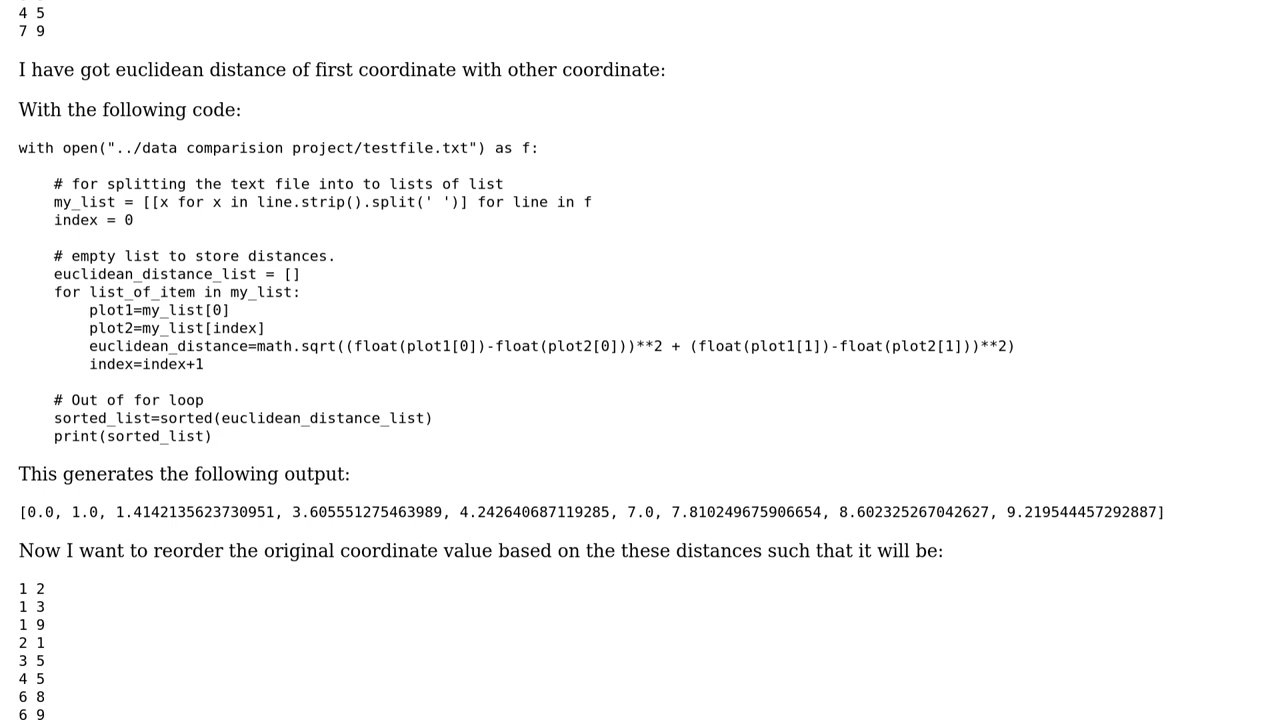 4 5
7 9
I have got euclidean distance of first coordinate with other coordinate:
With the following code:
with open("../data comparision project/testfile.txt") as f:
    # for splitting the text file into to lists of list
    my_list = [[x for x in line.strip().split(' ')] for line in f
    index = 0
    # empty list to store distances.
    euclidean_distance_list = []
    for list_of_item in my_list:
        plot1=my_list[0]
        plot2=my_list[index]
        euclidean_distance=math.sqrt((float(plot1[0])-float(plot2[0]))**2 + (float(plot1[1])-float(plot2[1]))**2)
        index=index+1
    # Out of for loop
    sorted_list=sorted(euclidean_distance_list)
    print(sorted_list)
This generates the following output:
[0.0, 1.0, 1.4142135623730951, 3.605551275463989, 4.242640687119285, 7.0, 7.810249675906654, 8.602325267042627, 9.219544457292887]
Now I want to reorder the original coordinate value based on the these distances such that it will be:
1 2
1 3
1 9
2 1
3 5
4 5
6 8
6 9